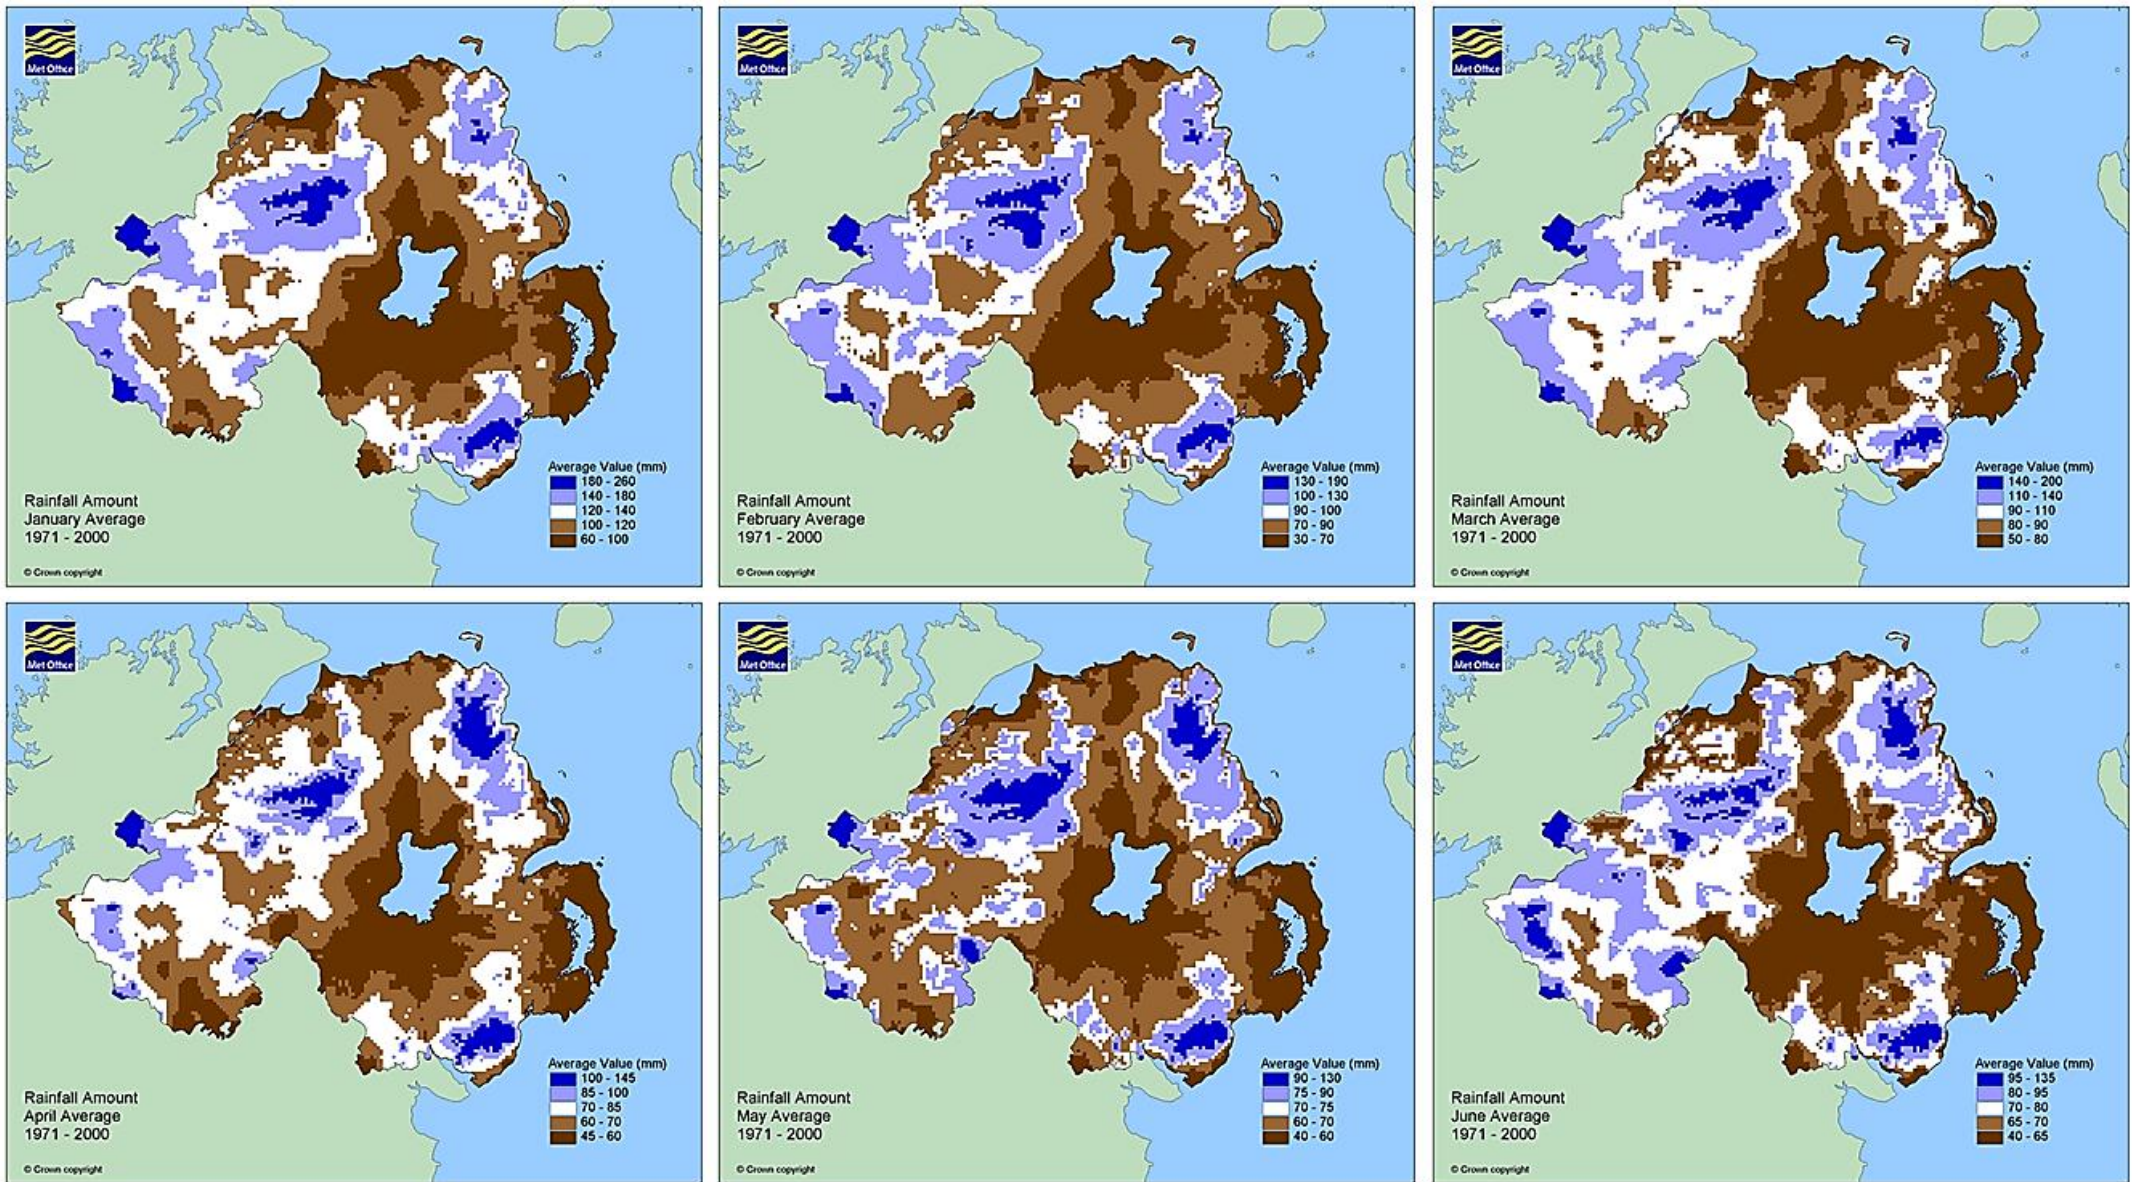 Met Office
Average Value (mm)
180 - 260
140 - 180
120 - 140
100 - 120
60 - 100
Rainfall Amount
January Average
1971 - 2000
© Crown copyright
Met Office
Average Value (mm)
130 - 190
100 - 130
90 - 100
70 - 90
30 - 70
Rainfall Amount
February Average
1971 - 2000
© Crown copyright
Met Office
Average Value (mm)
140 - 200
110 - 140
90 - 110
80 - 90
50 - 80
Rainfall Amount
March Average
1971 - 2000
© Crown copyright
Met Office
Average Value (mm)
100 - 145
85 - 100
70 - 85
60 - 70
45 - 60
Rainfall Amount
April Average
1971 - 2000
© Crown copyright
Met Office
Average Value (mm)
90 - 130
75 - 90
70 - 75
60 - 70
40 - 60
Rainfall Amount
May Average
1971 - 2000
© Crown copyright
Met Office
Average Value (mm)
95 - 135
80 - 95
70 - 80
65 - 70
40 - 65
Rainfall Amount
June Average
1971 - 2000
© Crown copyright